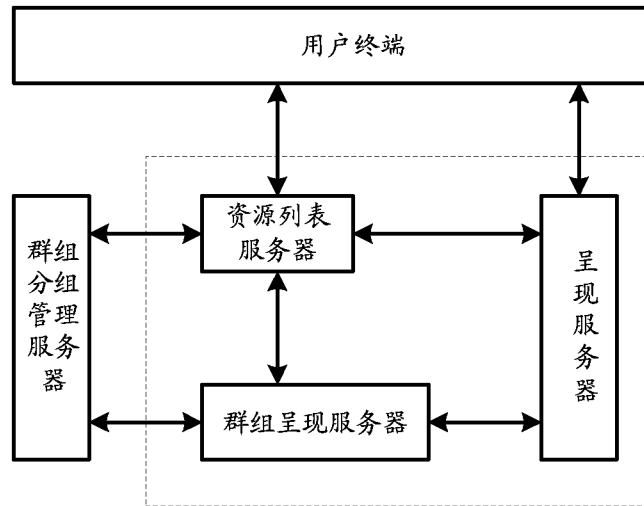 用户终端
资源列表
服务器
群组
分组
管理
服务
器
呈
现
服
务
器
群组呈现服务器